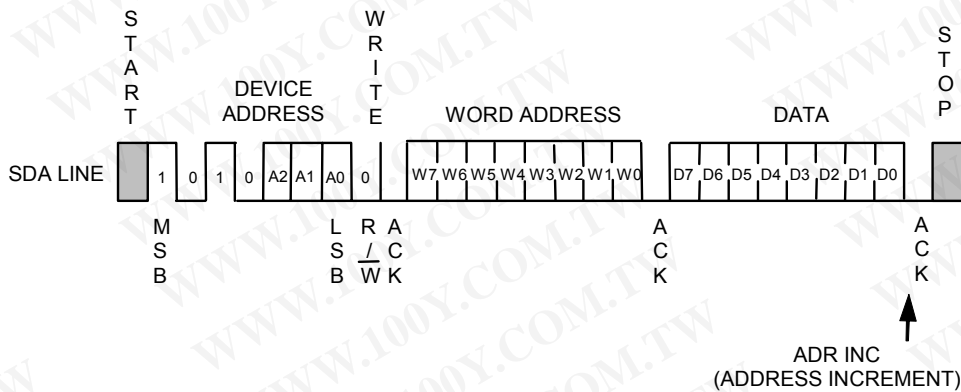 START
WRITE
STOP
DEVICE
ADDRESS
WORD ADDRESS
DATA
SDA LINE
1 0 1 0 A2 A1 A0 0 W7 W6 W5 W4 W3 W2 W1 W0 D7 D6 D5 D4 D3 D2 D1 D0
MSB
LSB
R/W
ACK
ACK
ACK
ADR INC
(ADDRESS INCREMENT)
WWW.100Y.COM.TW